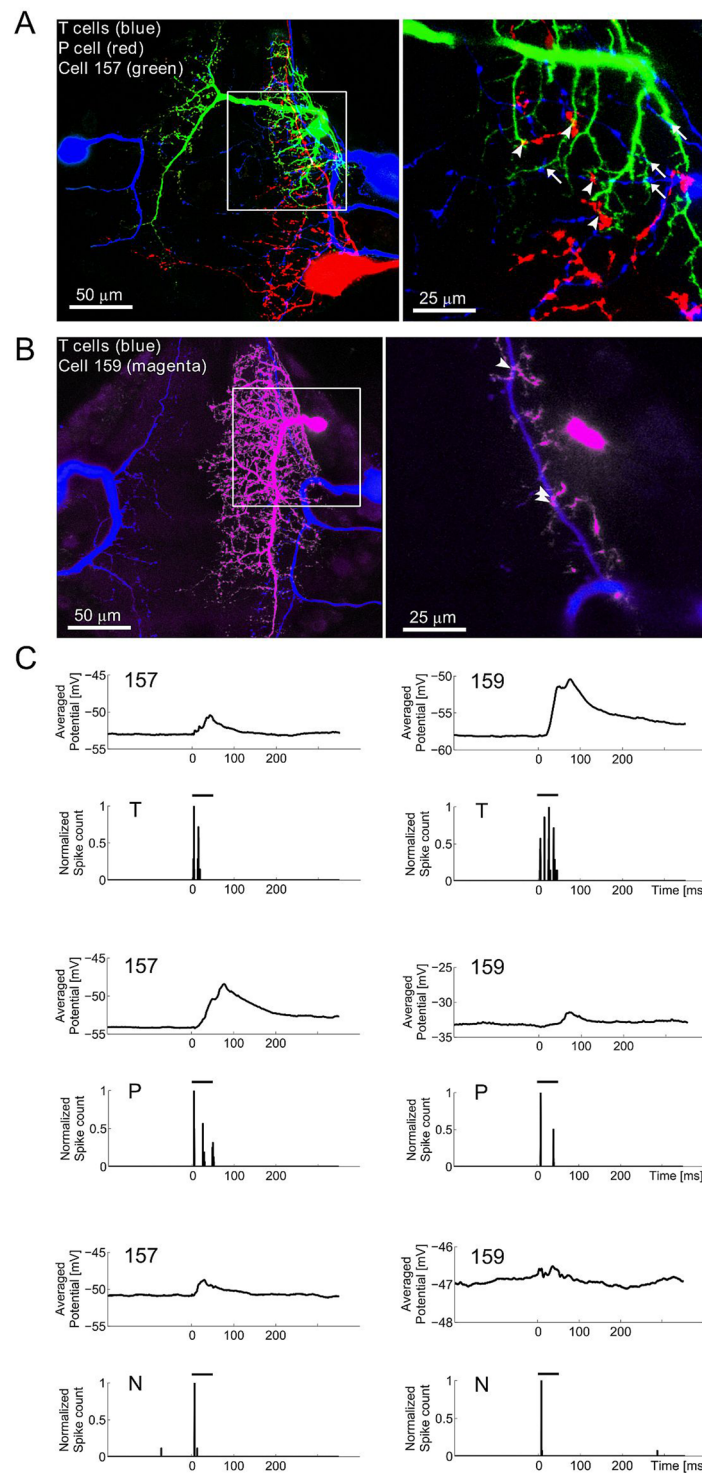 A
T cells (blue)
P cell (red)
Cell 157 (green)
50 μm
25 μm
B
T cells (blue)
Cell 159 (magenta)
50 μm
25 μm
C
157
Averaged
Potential [mV]
−45
−50
−55
0 100 200
159
Averaged
Potential [mV]
−50
−55
−60
0 100 200
T
Normalized
Spike count
1
0.5
0
0 100 200
T
Normalized
Spike count
1
0.5
0
0 100 200 Time [ms]
157
Averaged
Potential [mV]
−50
−55
0 100 200
159
Averaged
Potential [mV]
−25
−30
−35
0 100 200
P
Normalized
Spike count
1
0.5
0
0 100 200
P
Normalized
Spike count
1
0.5
0
0 100 200 Time [ms]
157
Averaged
Potential [mV]
−45
−50
−55
0 100 200
159
Averaged
Potential [mV]
−46
−47
−48
0 100 200
N
Normalized
Spike count
1
0.5
0
0 100 200
N
Normalized
Spike count
1
0.5
0
0 100 200 Time [ms]